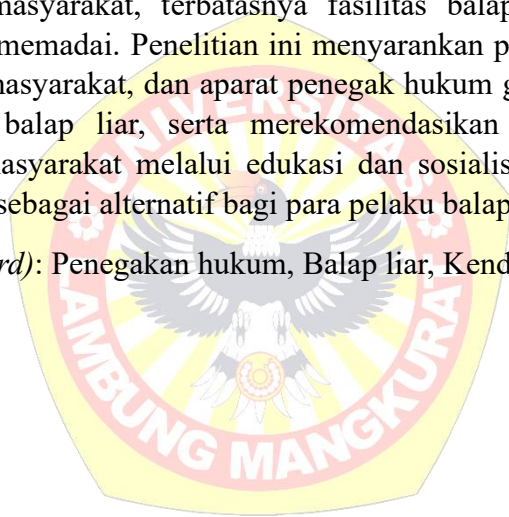 masyarakat, terbatasnya fasilitas balap
memadai. Penelitian ini menyarankan p
masyarakat, dan aparat penegak hukum g
balap liar, serta merekomendasikan
masyarakat melalui edukasi dan sosialis
sebagai alternatif bagi para pelaku balap
rd): Penegakan hukum, Balap liar, Kend
UNIVERSITAS
LAMBUNG MANGKURAT